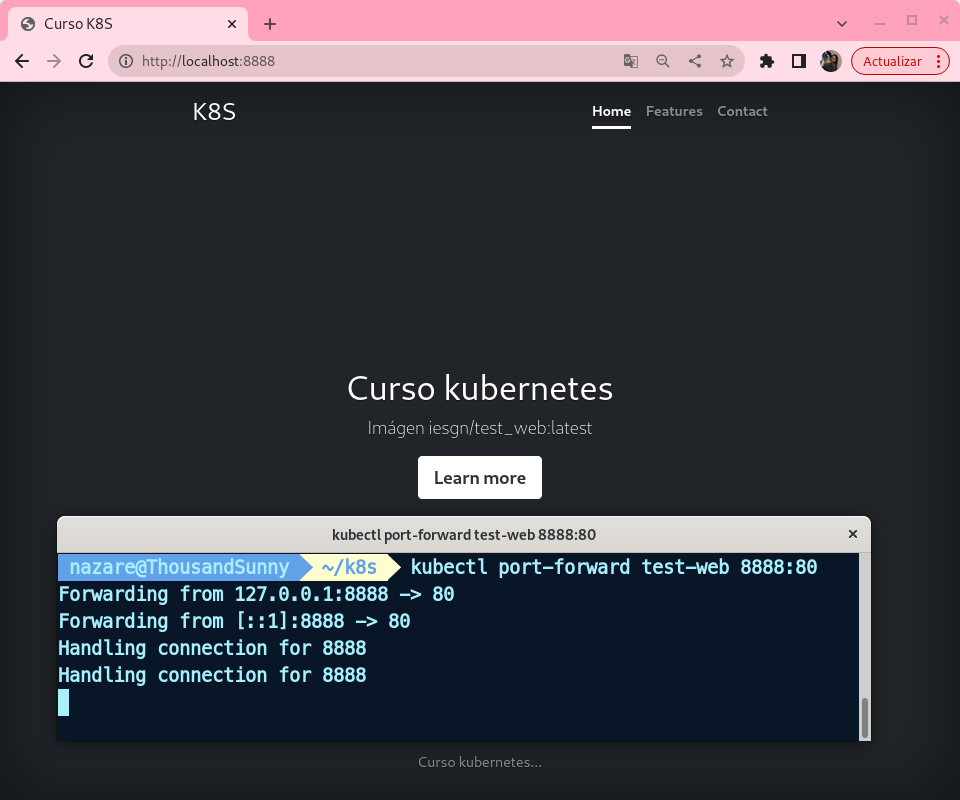 Curso K8S
http://localhost:8888
Actualizar
K8S
Home Features Contact
Curso kubernetes
Imágen iesgn/test_web:latest
Learn more
kubectl port-forward test-web 8888:80
nazare@ThousandSunny ~/k8s kubectl port-forward test-web 8888:80
Forwarding from 127.0.0.1:8888 -> 80
Forwarding from [::1]:8888 -> 80
Handling connection for 8888
Handling connection for 8888
Curso kubernetes...